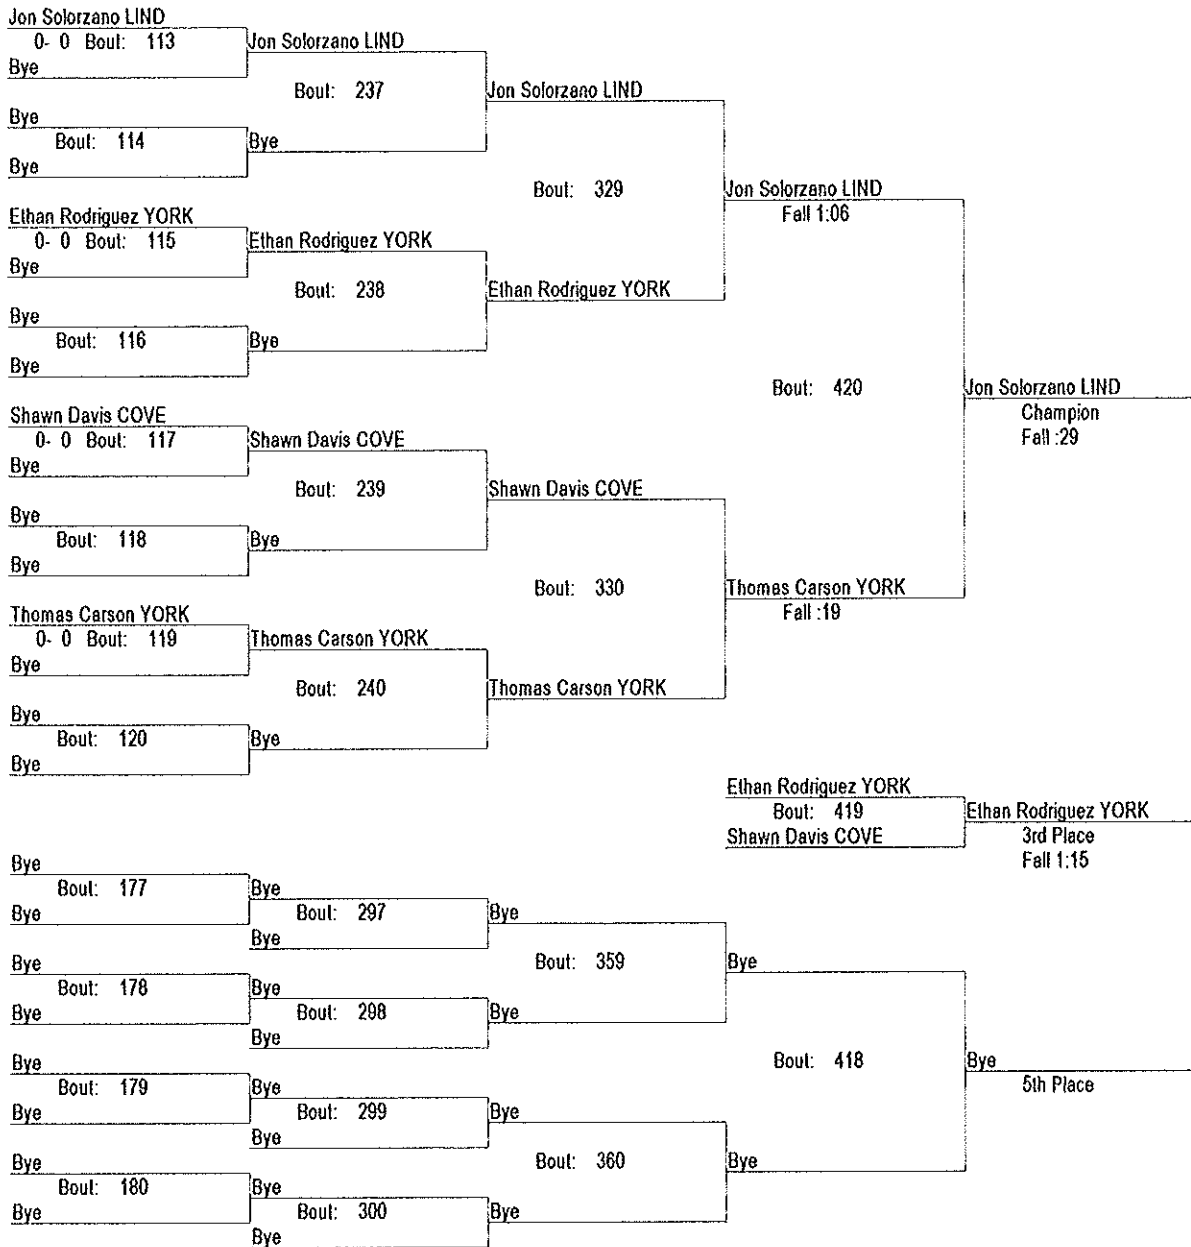 Jon Solorzano LIND
0- 0 Bout: 113
Jon Solorzano LIND
Bye
Bout: 237
Jon Solorzano LIND
Bye
Bout: 114
Bye
Bye
Bout: 329
Jon Solorzano LIND
Fall 1:06
Ethan Rodriguez YORK
0- 0 Bout: 115
Ethan Rodriguez YORK
Bye
Bout: 238
Ethan Rodriguez YORK
Bye
Bout: 116
Bye
Bye
Bout: 420
Jon Solorzano LIND
Champion
Fall :29
Shawn Davis COVE
0- 0 Bout: 117
Shawn Davis COVE
Bye
Bout: 239
Shawn Davis COVE
Bye
Bout: 118
Bye
Bye
Bout: 330
Thomas Carson YORK
Fall :19
Thomas Carson YORK
0- 0 Bout: 119
Thomas Carson YORK
Bye
Bout: 240
Thomas Carson YORK
Bye
Bout: 120
Bye
Bye
Ethan Rodriguez YORK
Bout: 419
Shawn Davis COVE
Ethan Rodriguez YORK
3rd Place
Fall 1:15
Bye
Bout: 177
Bye
Bye
Bout: 297
Bye
Bye
Bout: 359
Bye
Bye
Bout: 178
Bye
Bye
Bout: 298
Bye
Bye
Bout: 418
Bye
5th Place
Bye
Bout: 179
Bye
Bye
Bout: 299
Bye
Bye
Bout: 360
Bye
Bye
Bout: 180
Bye
Bye
Bout: 300
Bye
Bye